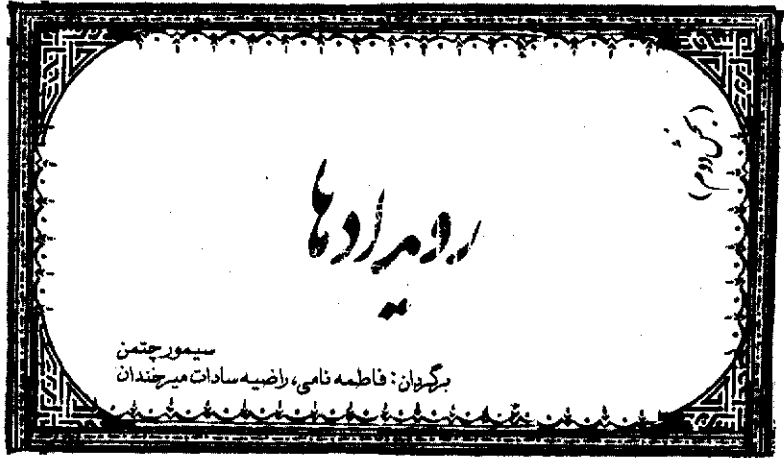 (بخش دوم)
رویدادها
سیمور چتمن
برگردان: فاطمه نامی، راضیه سادات میرخندان